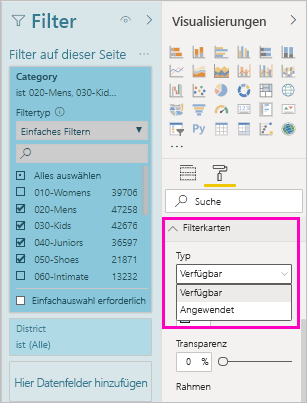 Filter
Filter auf dieser Seite
...
Category
ist 020-Mens, 030-Kid...
Filtertyp
Einfaches Filtern
Alles auswählen
010-Womens 39706
020-Mens 47258
030-Kids 42676
040-Juniors 36597
050-Shoes 21871
060-Intimate 13232
Einfachauswahl erforderlich
District
ist (Alle)
Hier Datenfelder hinzufügen
Visualisierungen
R
Py
...
Suche
Filterkarten
Typ
Verfügbar
Verfügbar
Angewendet
Transparenz
0 %
Rahmen